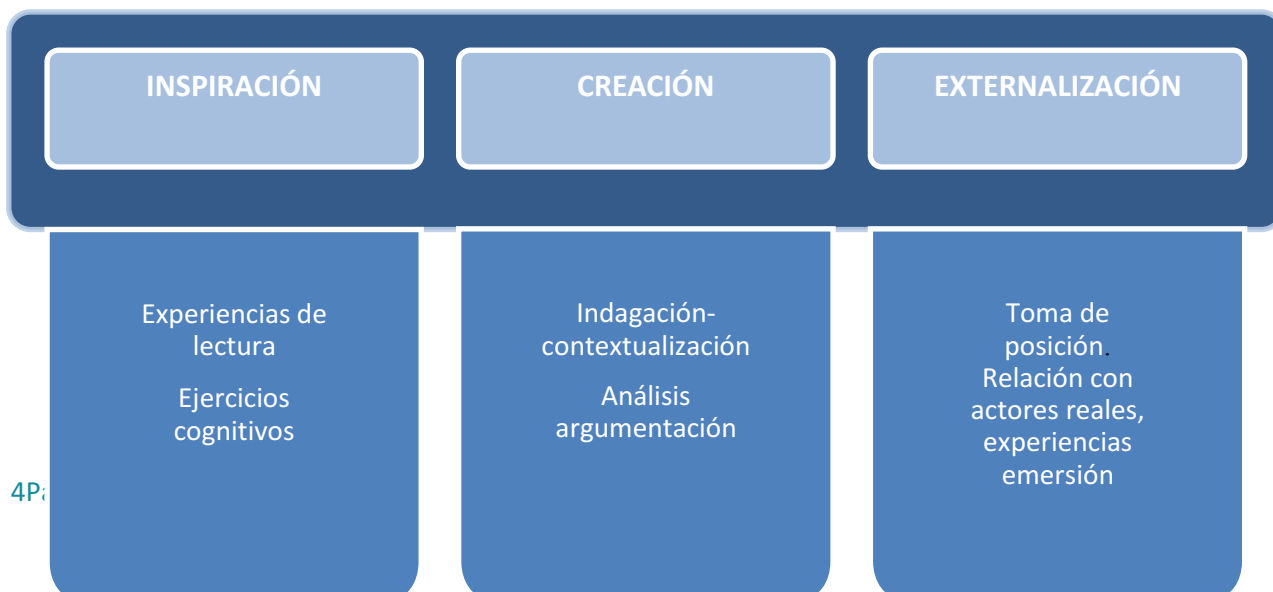 INSPIRACIÓN
CREACIÓN
EXTERNALIZACIÓN
Experiencias de
lectura
Ejercicios
cognitivos
Indagación-
contextualización
Análisis
argumentación
Toma de
posición.
Relación con
actores reales,
experiencias
emersión